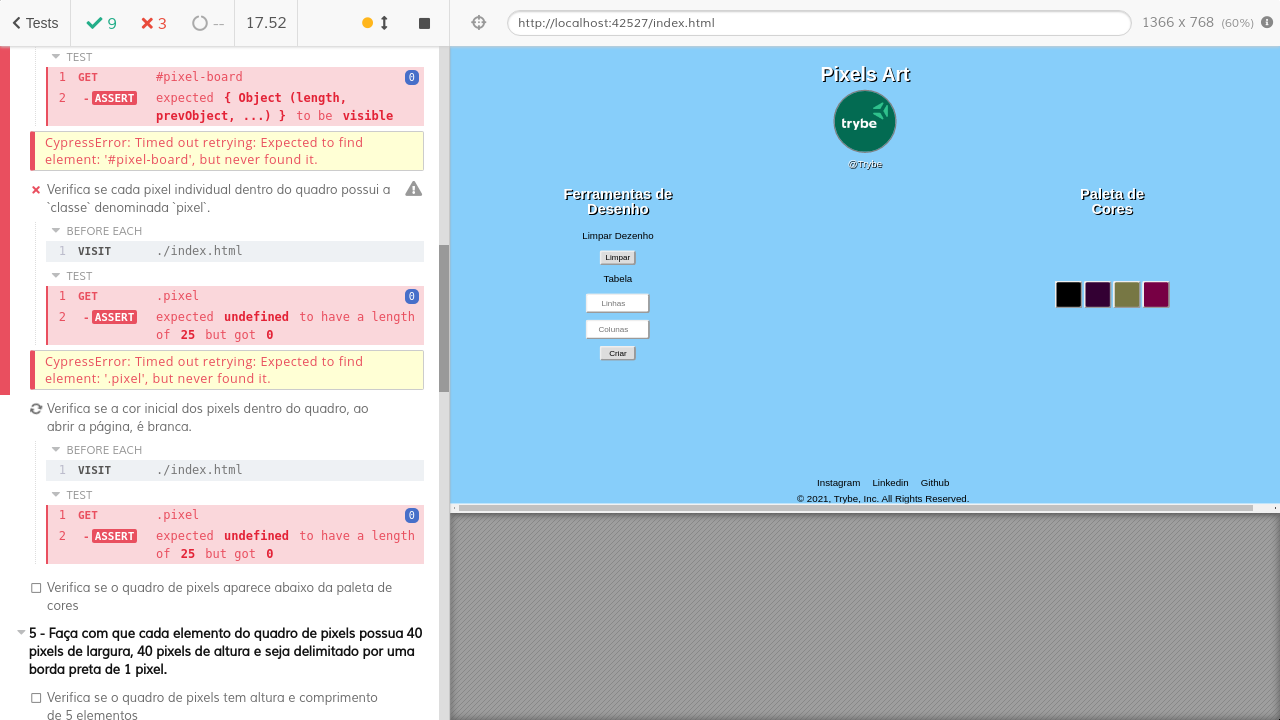 Tests
9
3
--
17.52
http://localhost:42527/index.html
1366 x 768 (60%)
TEST
1 GET #pixel-board 0
2 -ASSERT expected { Object (length,
prevObject, ...) } to be visible
CypressError: Timed out retrying: Expected to find
element: '#pixel-board', but never found it.
Verifica se cada pixel individual dentro do quadro possui a
`classe` denominada `pixel`.
BEFORE EACH
1 VISIT ./index.html
TEST
1 GET .pixel 0
2 -ASSERT expected undefined to have a length
of 25 but got 0
CypressError: Timed out retrying: Expected to find
element: '.pixel', but never found it.
Verifica se a cor inicial dos pixels dentro do quadro, ao
abrir a página, é branca.
BEFORE EACH
1 VISIT ./index.html
TEST
1 GET .pixel 0
2 -ASSERT expected undefined to have a length
of 25 but got 0
Verifica se o quadro de pixels aparece abaixo da paleta de
cores
5 - Faça com que cada elemento do quadro de pixels possua 40
pixels de largura, 40 pixels de altura e seja delimitado por uma
borda preta de 1 pixel.
Verifica se o quadro de pixels tem altura e comprimento
de 5 elementos
Pixels Art
trybe
@Trybe
Ferramentas de
Desenho
Limpar Dezenho
Limpar
Tabela
Linhas
Colunas
Criar
Paleta de
Cores
Instagram Linkedin Github
© 2021, Trybe, Inc. All Rights Reserved.